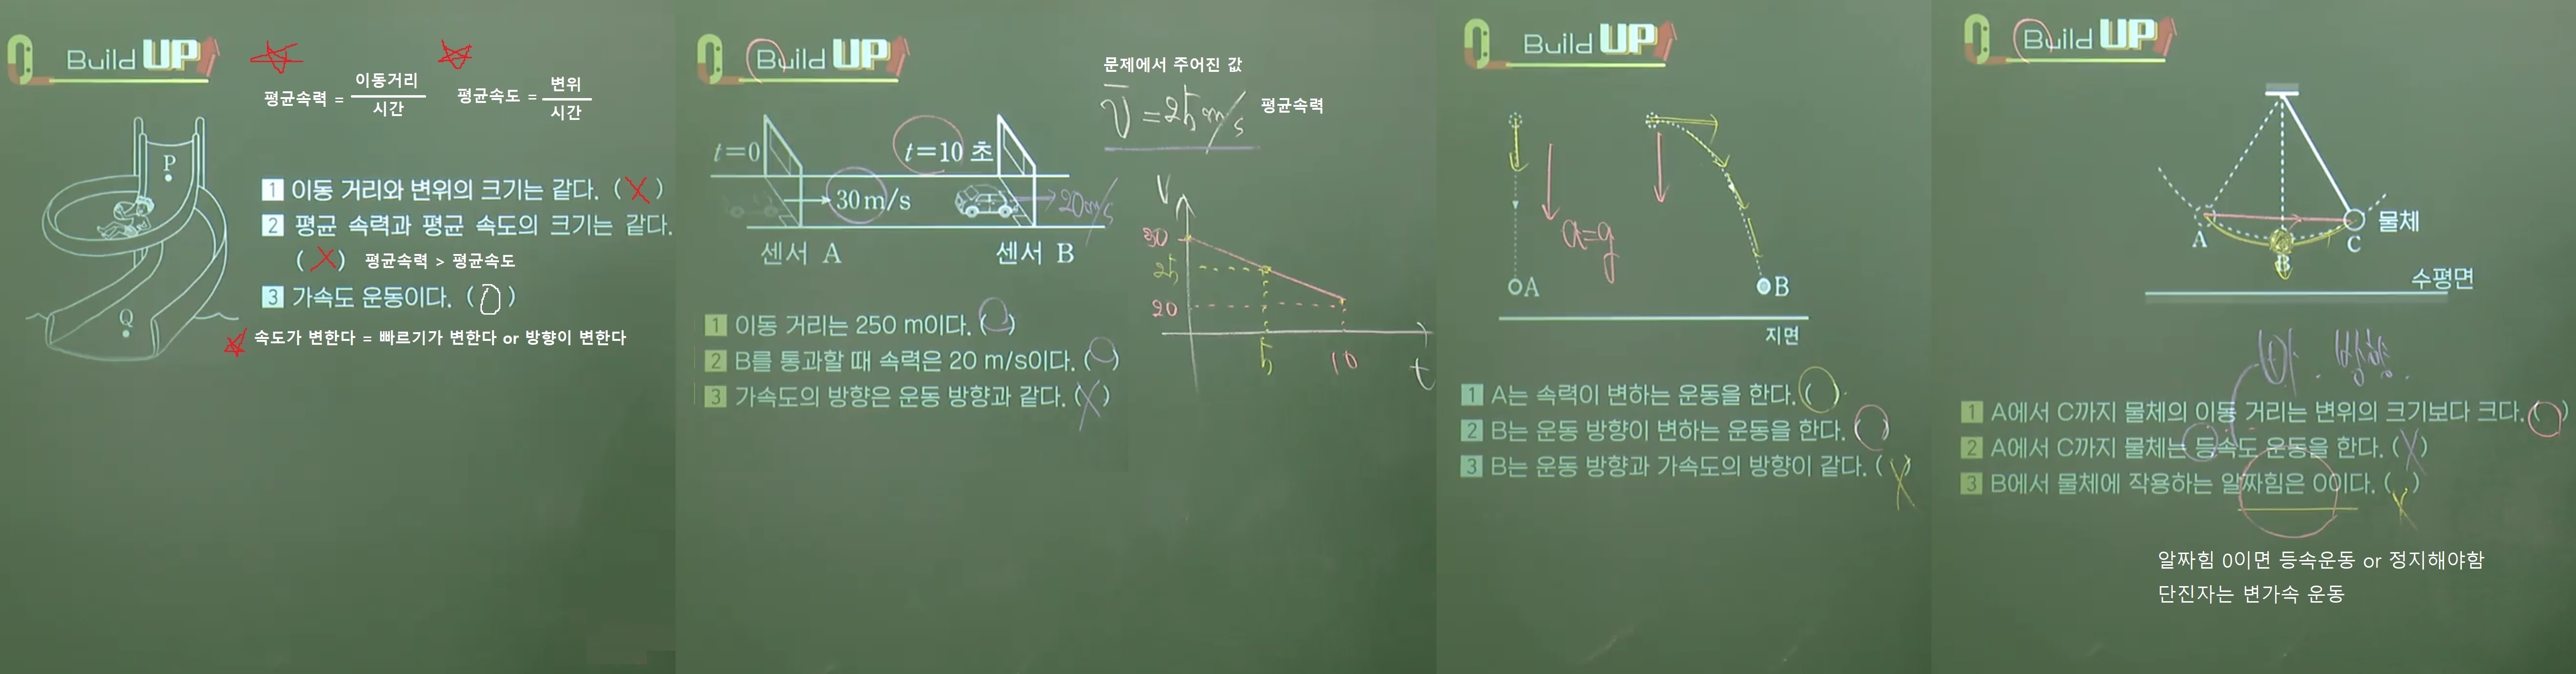 Build UP
평균속력 = 이동거리 / 시간
평균속도 = 변위 / 시간
P
Q
1 이동 거리와 변위의 크기는 같다. (X)
2 평균 속력과 평균 속도의 크기는 같다.
(X) 평균속력 > 평균속도
3 가속도 운동이다. (O)
속도가 변한다 = 빠르기가 변한다 or 방향이 변한다
Build UP
문제에서 주어진 값
v̄ = 25m/s 평균속력
t=0
t=10 초
30 m/s
20m/s
센서 A
센서 B
V
30
25
20
5
10
t
1 이동 거리는 250 m이다. (O)
2 B를 통과할 때 속력은 20 m/s이다. (O)
3 가속도의 방향은 운동 방향과 같다. (X)
Build UP
a=g
A
B
지면
1 A는 속력이 변하는 운동을 한다. (O)
2 B는 운동 방향이 변하는 운동을 한다. (O)
3 B는 운동 방향과 가속도의 방향이 같다. (X)
Build UP
A
B
C
물체
수평면
방향.
1 A에서 C까지 물체의 이동 거리는 변위의 크기보다 크다. (O)
2 A에서 C까지 물체는 등속도 운동을 한다. (X)
3 B에서 물체에 작용하는 알짜힘은 0이다. (X)
알짜힘 0이면 등속운동 or 정지해야함
단진자는 변가속 운동